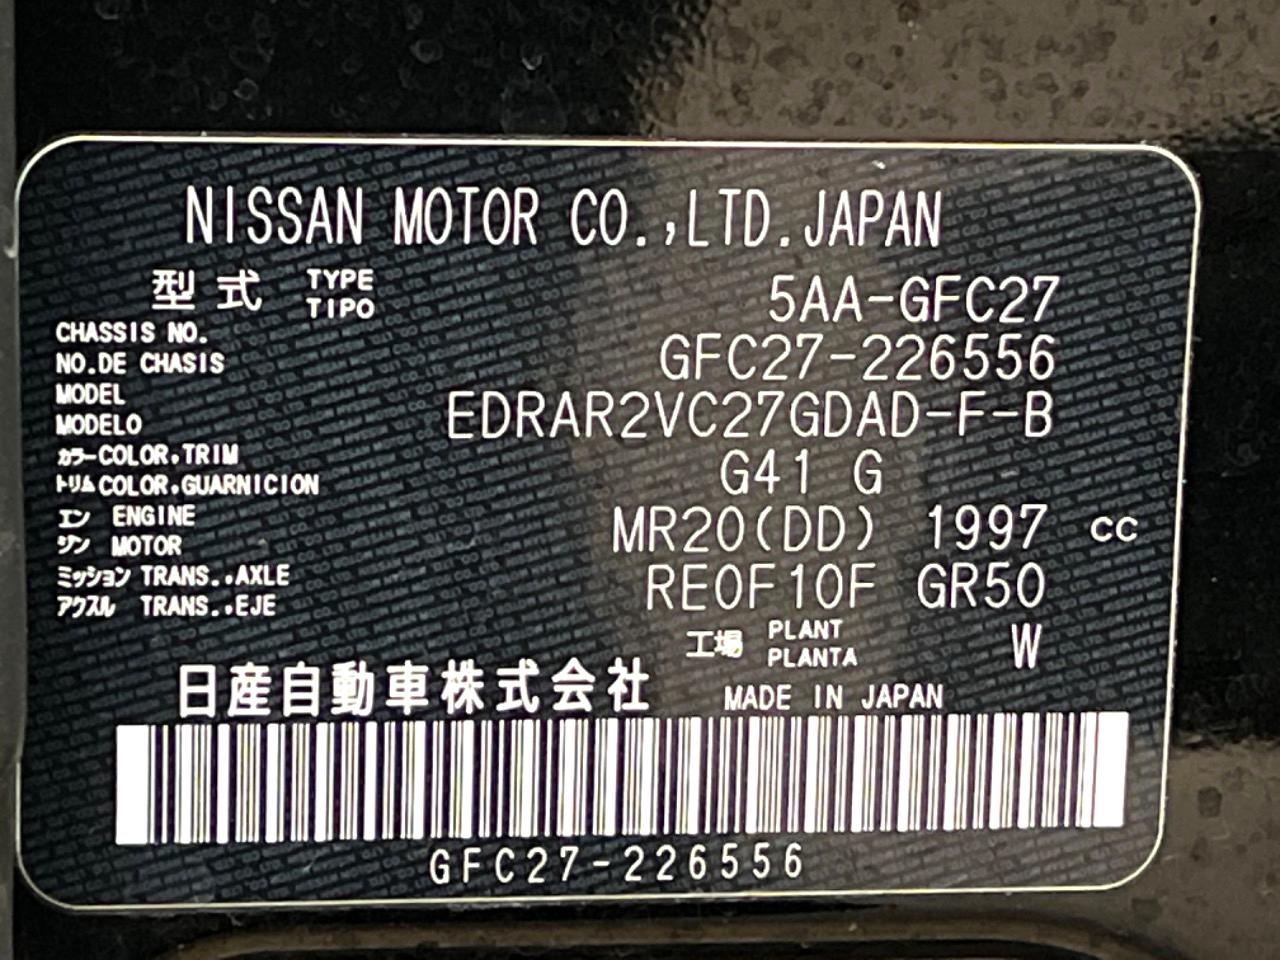 NISSAN MOTOR CO.,LTD.JAPAN
型式 TYPE TIPO 5AA-GFC27
CHASSIS NO.
NO.DE CHASIS GFC27-226556
MODEL
MODELO EDRAR2VC27GDAD-F-B
カラー COLOR.TRIM
トリム COLOR.GUARNICION G41 G
エン ENGINE
ジン MOTOR MR20(DD) 1997 CC
ミッション TRANS..AXLE
アクスル TRANS..EJE RE0F10F GR50
工場 PLANT PLANTA W
日産自動車株式会社 MADE IN JAPAN
GFC27-226556